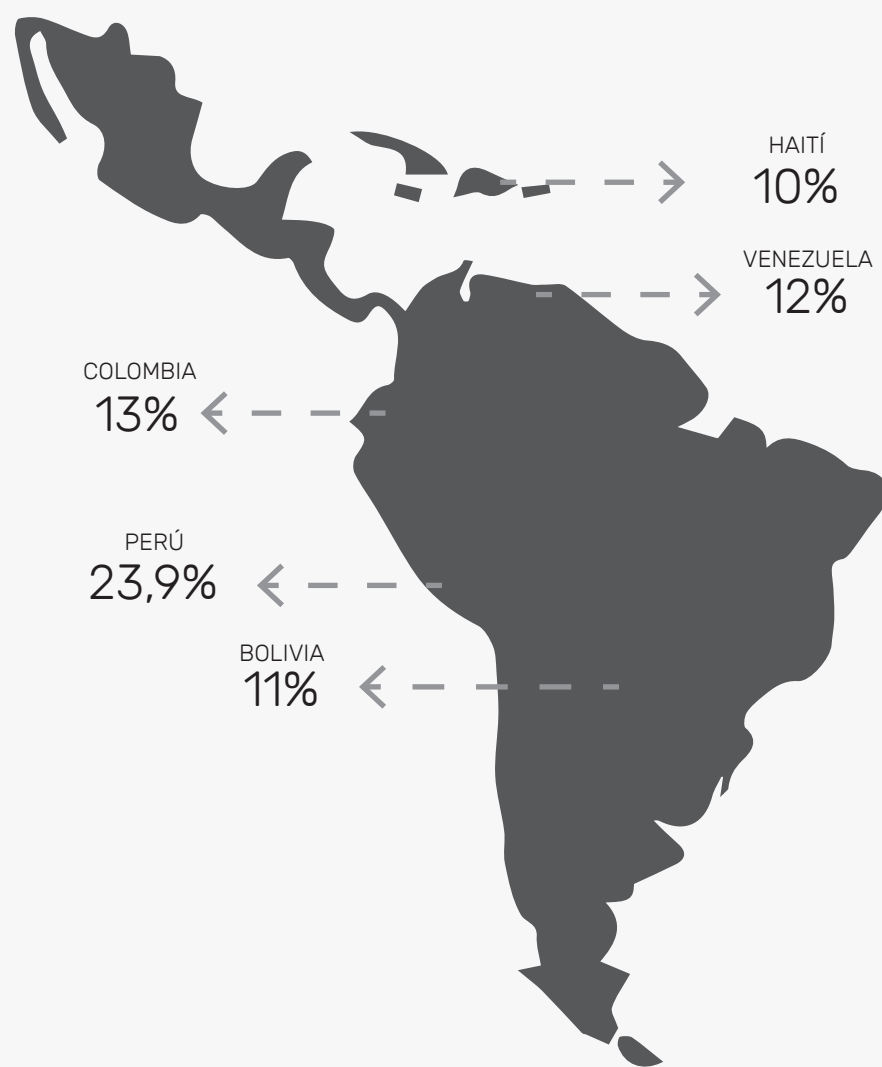 HAITÍ
10%
VENEZUELA
12%
COLOMBIA
13%
PERÚ
23,9%
BOLIVIA
11%